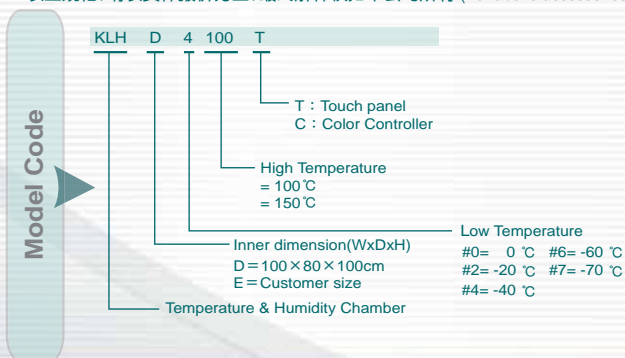 KLH D 4 100 T
T：Touch panel
C：Color Controller
High Temperature
= 100℃
= 150℃
Low Temperature
#0= 0 ℃ #6= -60 ℃
#2= -20 ℃ #7= -70 ℃
#4= -40 ℃
Inner dimension(WxDxH)
D＝100×80×100cm
E＝Customer size
Temperature & Humidity Chamber
Model Code